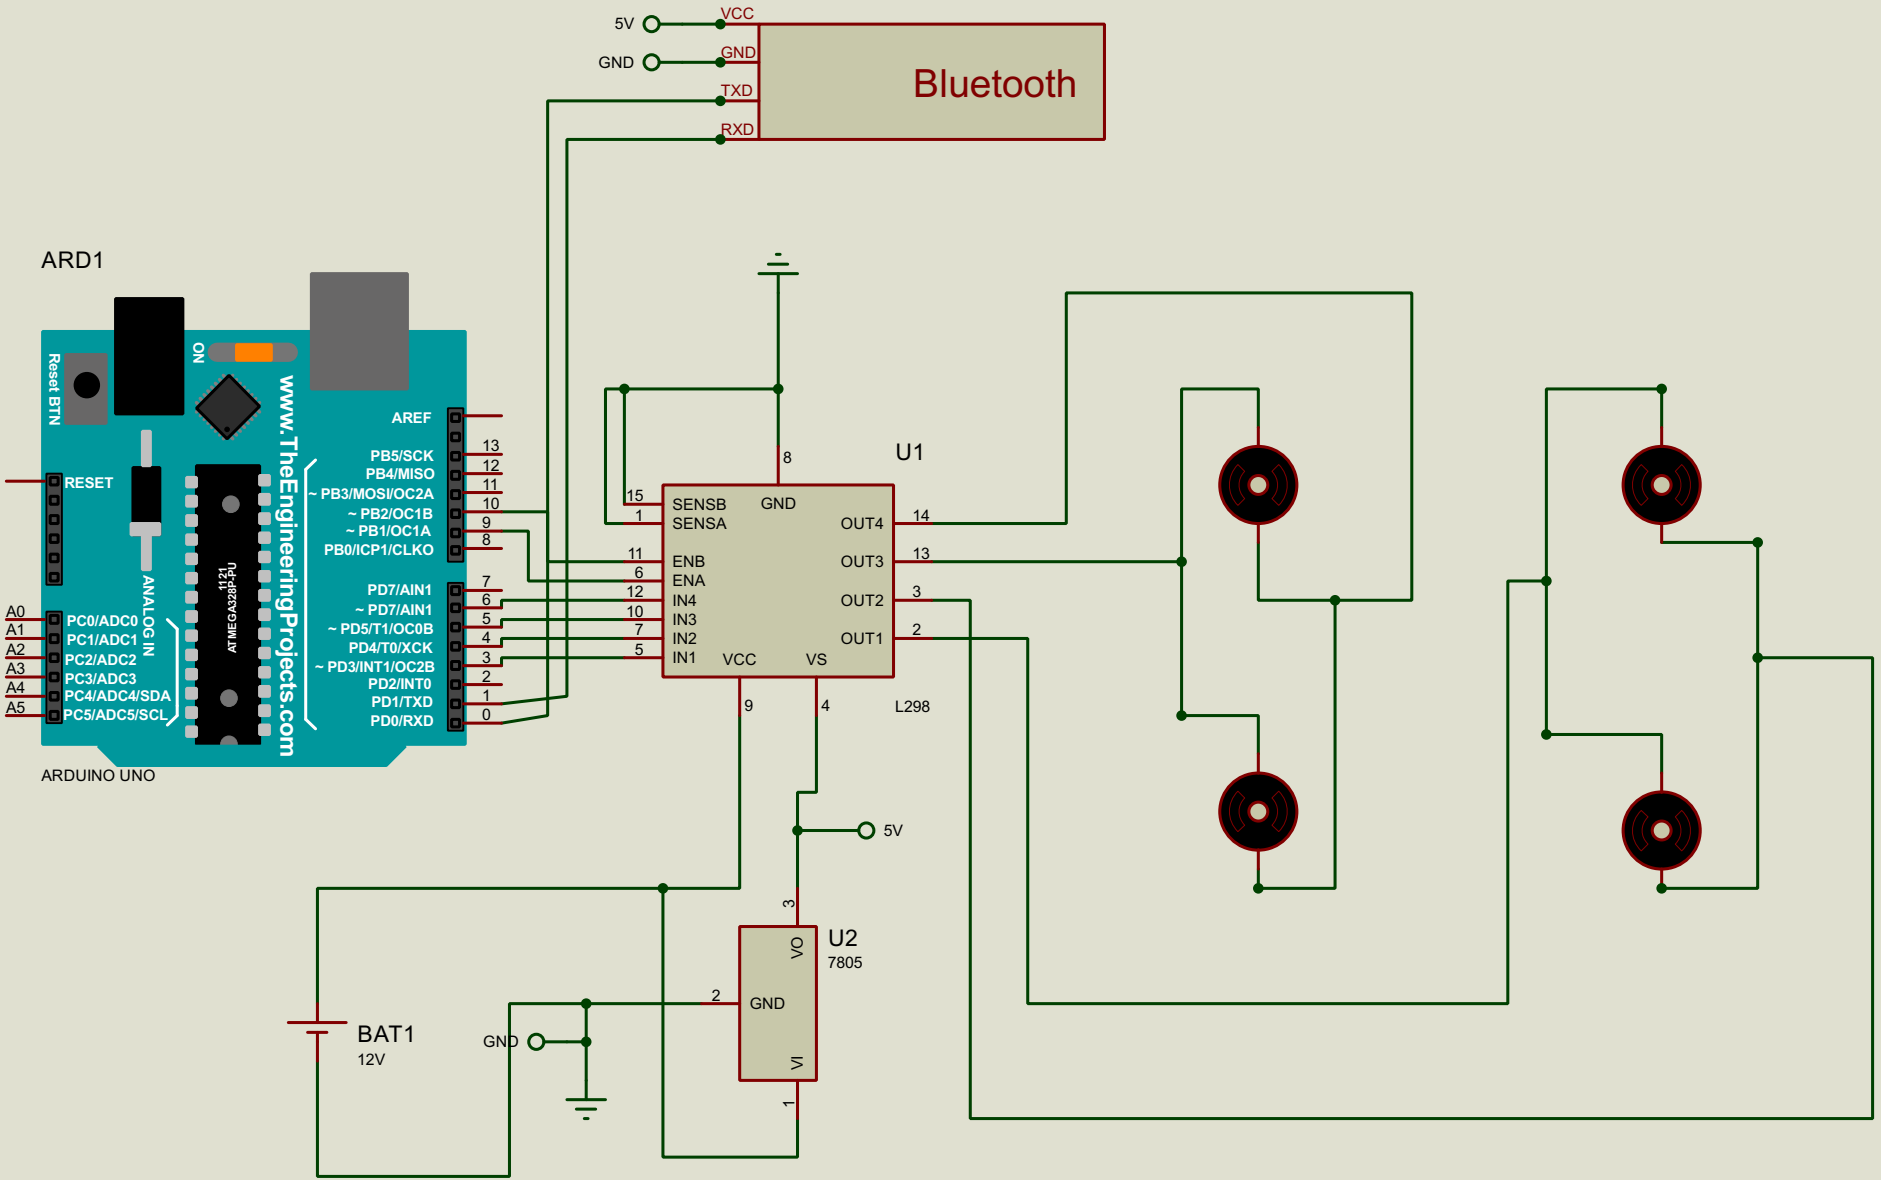 VCC
5V
GND
GND
TXD
RXD
Bluetooth
ARD1
ON
Reset BTN
www.TheEngineeringProjects.com
AREF
PB5/SCK 13
PB4/MISO 12
~ PB3/MOSI/OC2A 11
~ PB2/OC1B 10
~ PB1/OC1A 9
PB0/ICP1/CLKO 8
RESET
PD7/AIN1 7
~ PD7/AIN1 6
~ PD5/T1/OC0B 5
PD4/T0/XCK 4
~ PD3/INT1/OC2B 3
PD2/INT0 2
PD1/TXD 1
PD0/RXD 0
ANALOG IN
1121
ATMEGA328P-PU
A0 PC0/ADC0
A1 PC1/ADC1
A2 PC2/ADC2
A3 PC3/ADC3
A4 PC4/ADC4/SDA
A5 PC5/ADC5/SCL
ARDUINO UNO
U1
8
GND
15 SENSB
1 SENSA
11 ENB
6 ENA
12 IN4
10 IN3
7 IN2
5 IN1
OUT4 14
OUT3 13
OUT2 3
OUT1 2
VCC VS
9 4
L298
5V
3
VO
U2
7805
2 GND
VI
1
BAT1
12V
GND